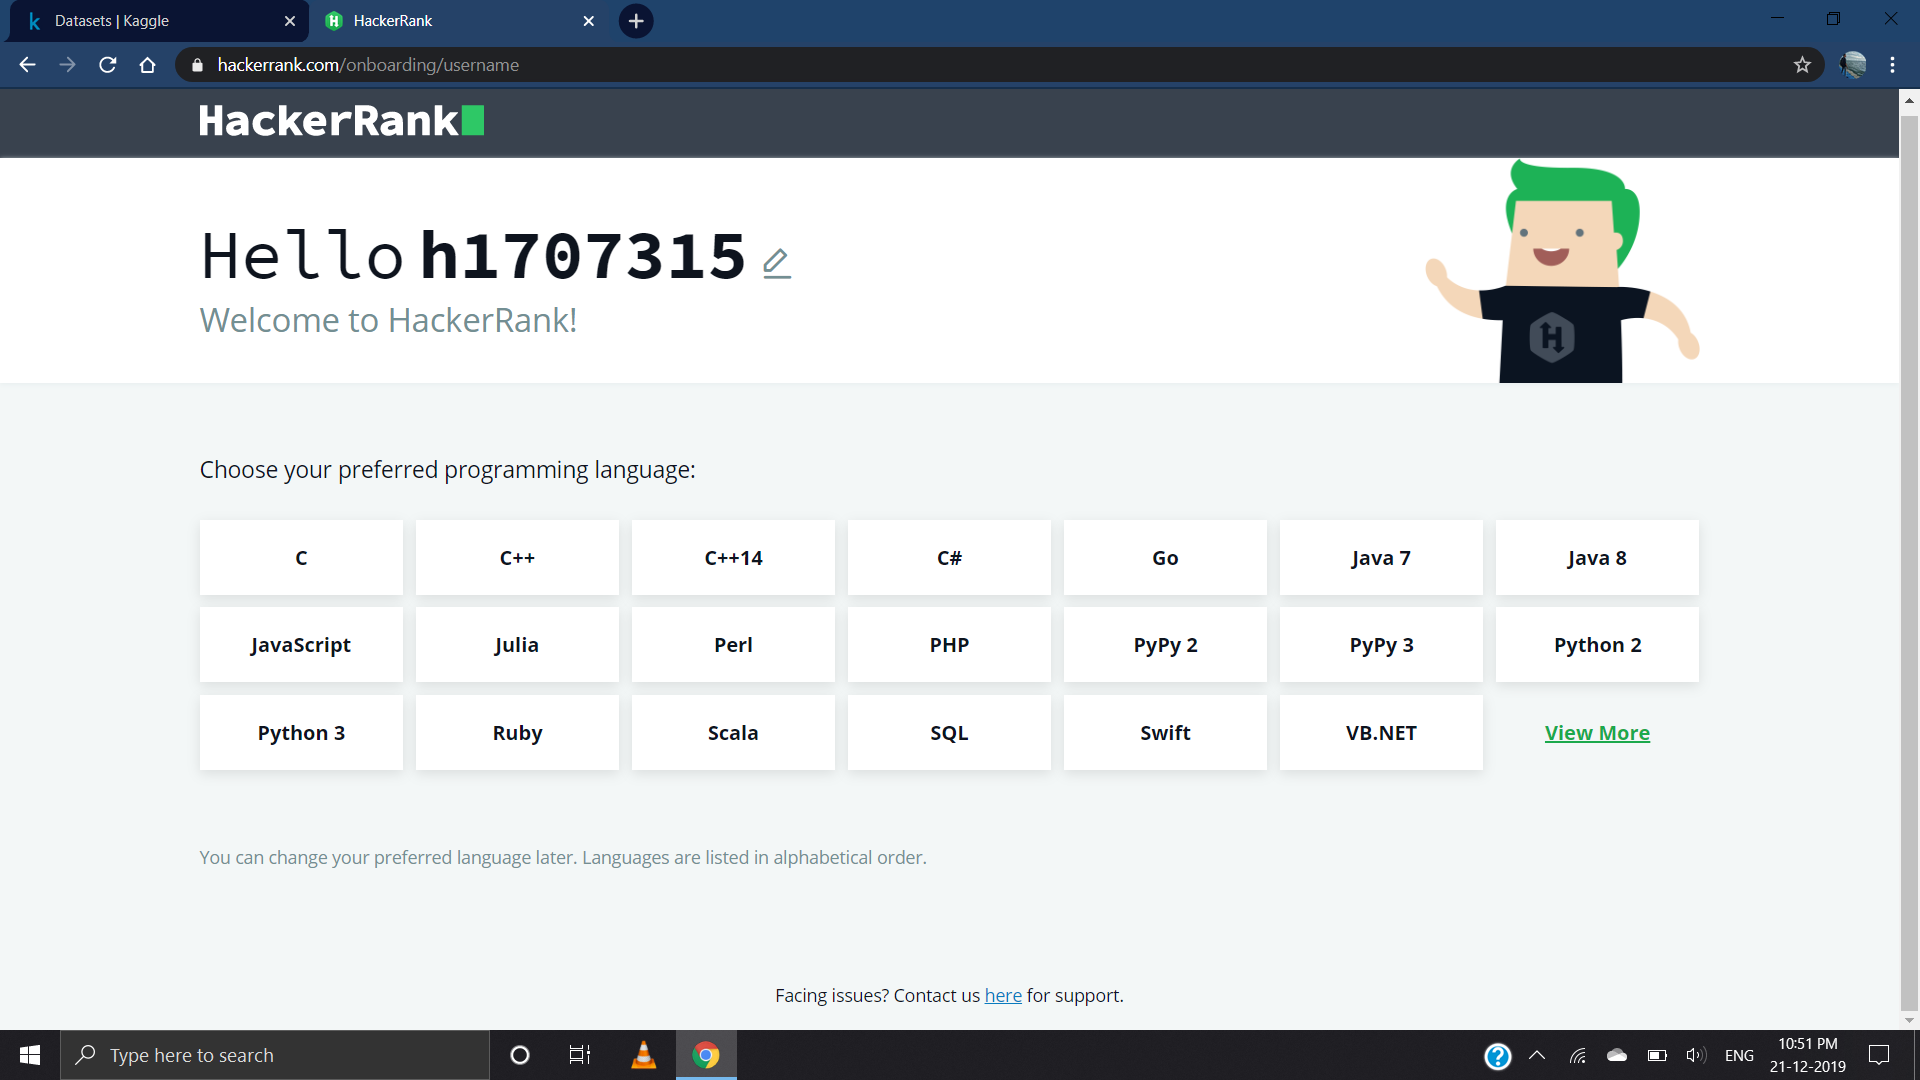 Datasets | Kaggle
HackerRank
hackerrank.com/onboarding/username
HackerRank
Hello h1707315
Welcome to HackerRank!
Choose your preferred programming language:
C C++ C++14 C# Go Java 7 Java 8
JavaScript Julia Perl PHP PyPy 2 PyPy 3 Python 2
Python 3 Ruby Scala SQL Swift VB.NET View More
You can change your preferred language later. Languages are listed in alphabetical order.
Facing issues? Contact us here for support.
Type here to search
ENG
10:51 PM
21-12-2019